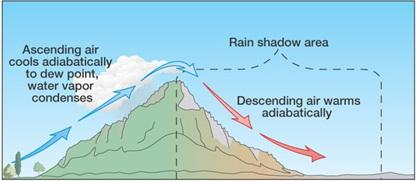 Ascending air
cools adiabatically
to dew point,
water vapor
condenses
Rain shadow area
Descending air warms
adiabatically